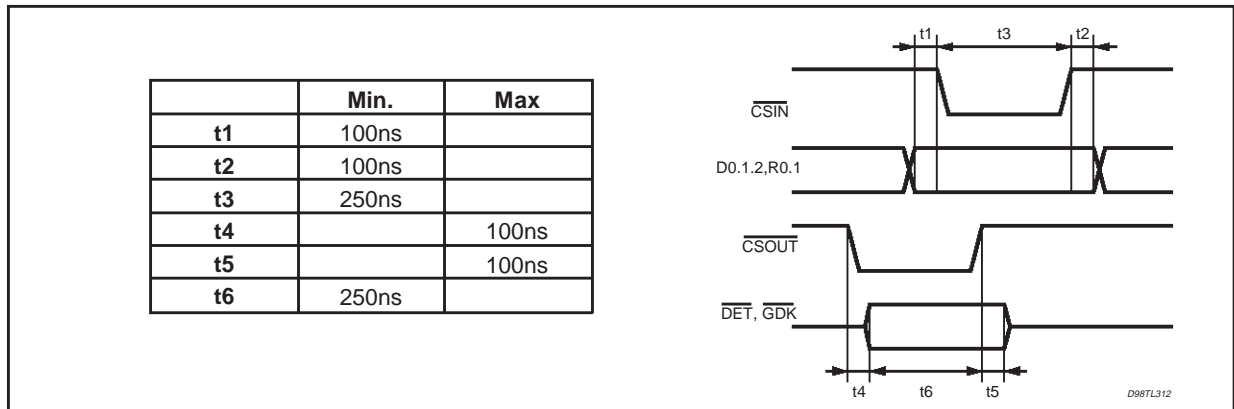 Min. Max
t1 100ns
t2 100ns
t3 250ns
t4 100ns
t5 100ns
t6 250ns
t1 t3 t2
CSIN
D0.1.2,R0.1
CSOUT
DET, GDK
t4 t6 t5
D98TL312